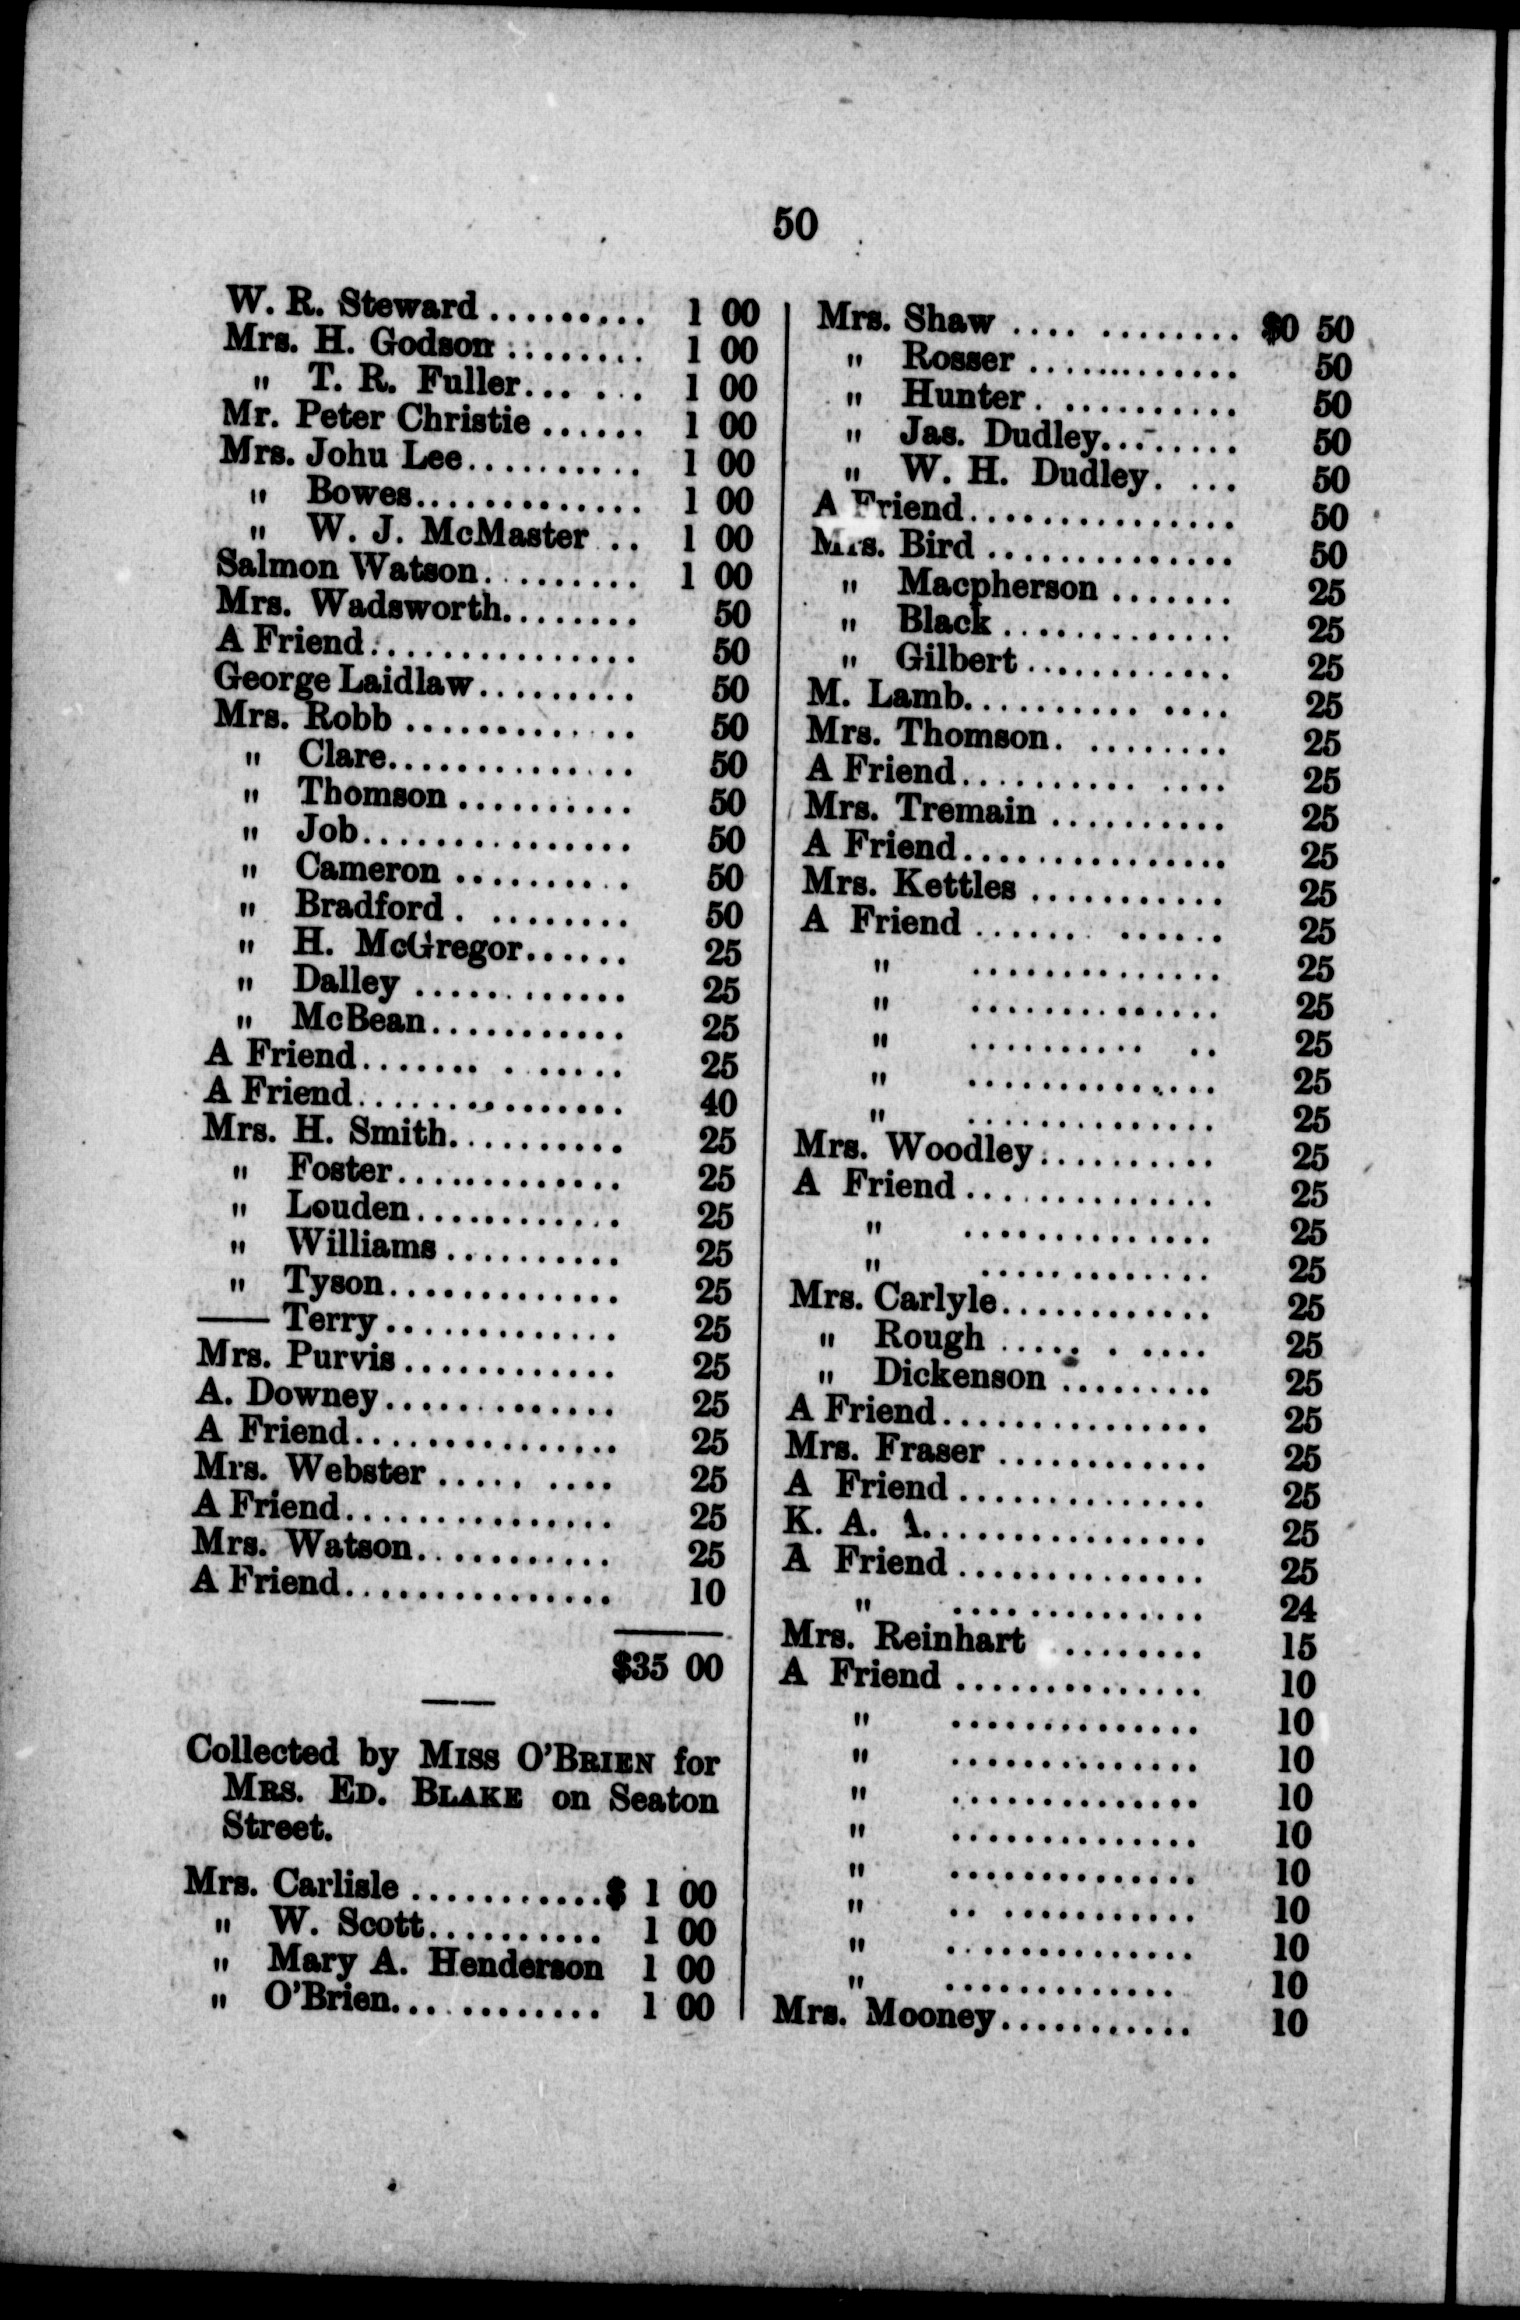 50
W. R. Steward.......... 1 00
Mrs. H. Godson ........ 1 00
" T. R. Fuller... ... 1 00
Mr. Peter Christie ...... 1 00
Mrs. Johu Lee.......... 1 00
" Bowes............. 1 00
" W. J. McMaster .. 1 00
Salmon Watson.......... 1 00
Mrs. Wadsworth........ 50
A Friend............... 50
George Laidlaw......... 50
Mrs. Robb ............. 50
" Clare.............. 50
" Thomson .......... 50
" Job............... 50
" Cameron .......... 50
" Bradford . ........ 50
" H. McGregor...... 25
" Dalley ............ 25
" McBean........... 25
A Friend....... . ...... 25
A Friend............... 40
Mrs. H. Smith.......... 25
" Foster............. 25
" Louden............ 25
" Williams .......... 25
" Tyson............. 25
—— Terry............. 25
Mrs. Purvis ............ 25
A. Downey............. 25
A Friend............... 25
Mrs. Webster ..... .... 25
A Friend............... 25
Mrs. Watson........... 25
A Friend............... 10
$35 00
Collected by MISS O'BRIEN for
MRS. ED. BLAKE on Seaton
Street.
Mrs. Carlisle ...........$ 1 00
" W. Scott.......... 1 00
" Mary A. Henderson 1 00
" O'Brien............ 1 00
Mrs. Shaw .... ........ $0 50
" Rosser ............ 50
" Hunter. .......... 50
" Jas. Dudley........ 50
" W. H. Dudley. ... 50
A Friend............... 50
Mrs. Bird .............. 50
" Macpherson ....... 25
" Black ............. 25
" Gilbert ............ 25
M. Lamb.......... .... 25
Mrs. Thomson. ........ 25
A Friend.......... .... 25
Mrs. Tremain .......... 25
A Friend............... 25
Mrs. Kettles ........... 25
A Friend ...... ...... 25
" .............. 25
" .............. 25
" .......... .. 25
" .............. 25
" .............. 25
Mrs. Woodley.......... 25
A Friend .............. 25
" .............. 25
" ............. 25
Mrs. Carlyle............ 25
" Rough ..... . .... 25
" Dickenson ......... 25
A Friend............... 25
Mrs. Fraser ............ 25
A Friend .............. 25
K. A. ................ 25
A Friend .............. 25
" .............. 24
Mrs. Reinhart ........ 15
A Friend .............. 10
" .............. 10
" .............. 10
" .............. 10
" .............. 10
" .............. 10
" .. ........... 10
" .............. 10
" ............. 10
Mrs. Mooney........... 10